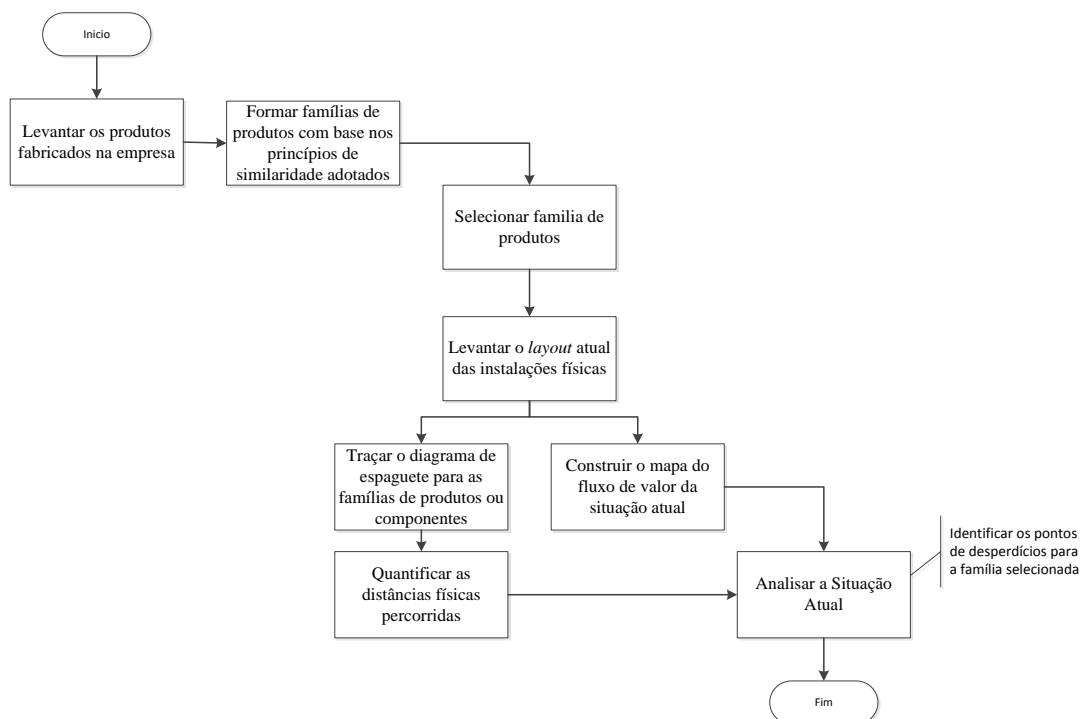 Inicio
Levantar os produtos
fabricados na empresa
Formar famílias de
produtos com base nos
princípios de
similaridade adotados
Selecionar familia de
produtos
Levantar o layout atual
das instalações físicas
Traçar o diagrama de
espaguete para as
famílias de produtos ou
componentes
Construir o mapa do
fluxo de valor da
situação atual
Quantificar as
distâncias físicas
percorridas
Analisar a Situação
Atual
Identificar os pontos
de desperdícios para
a família selecionada
Fim